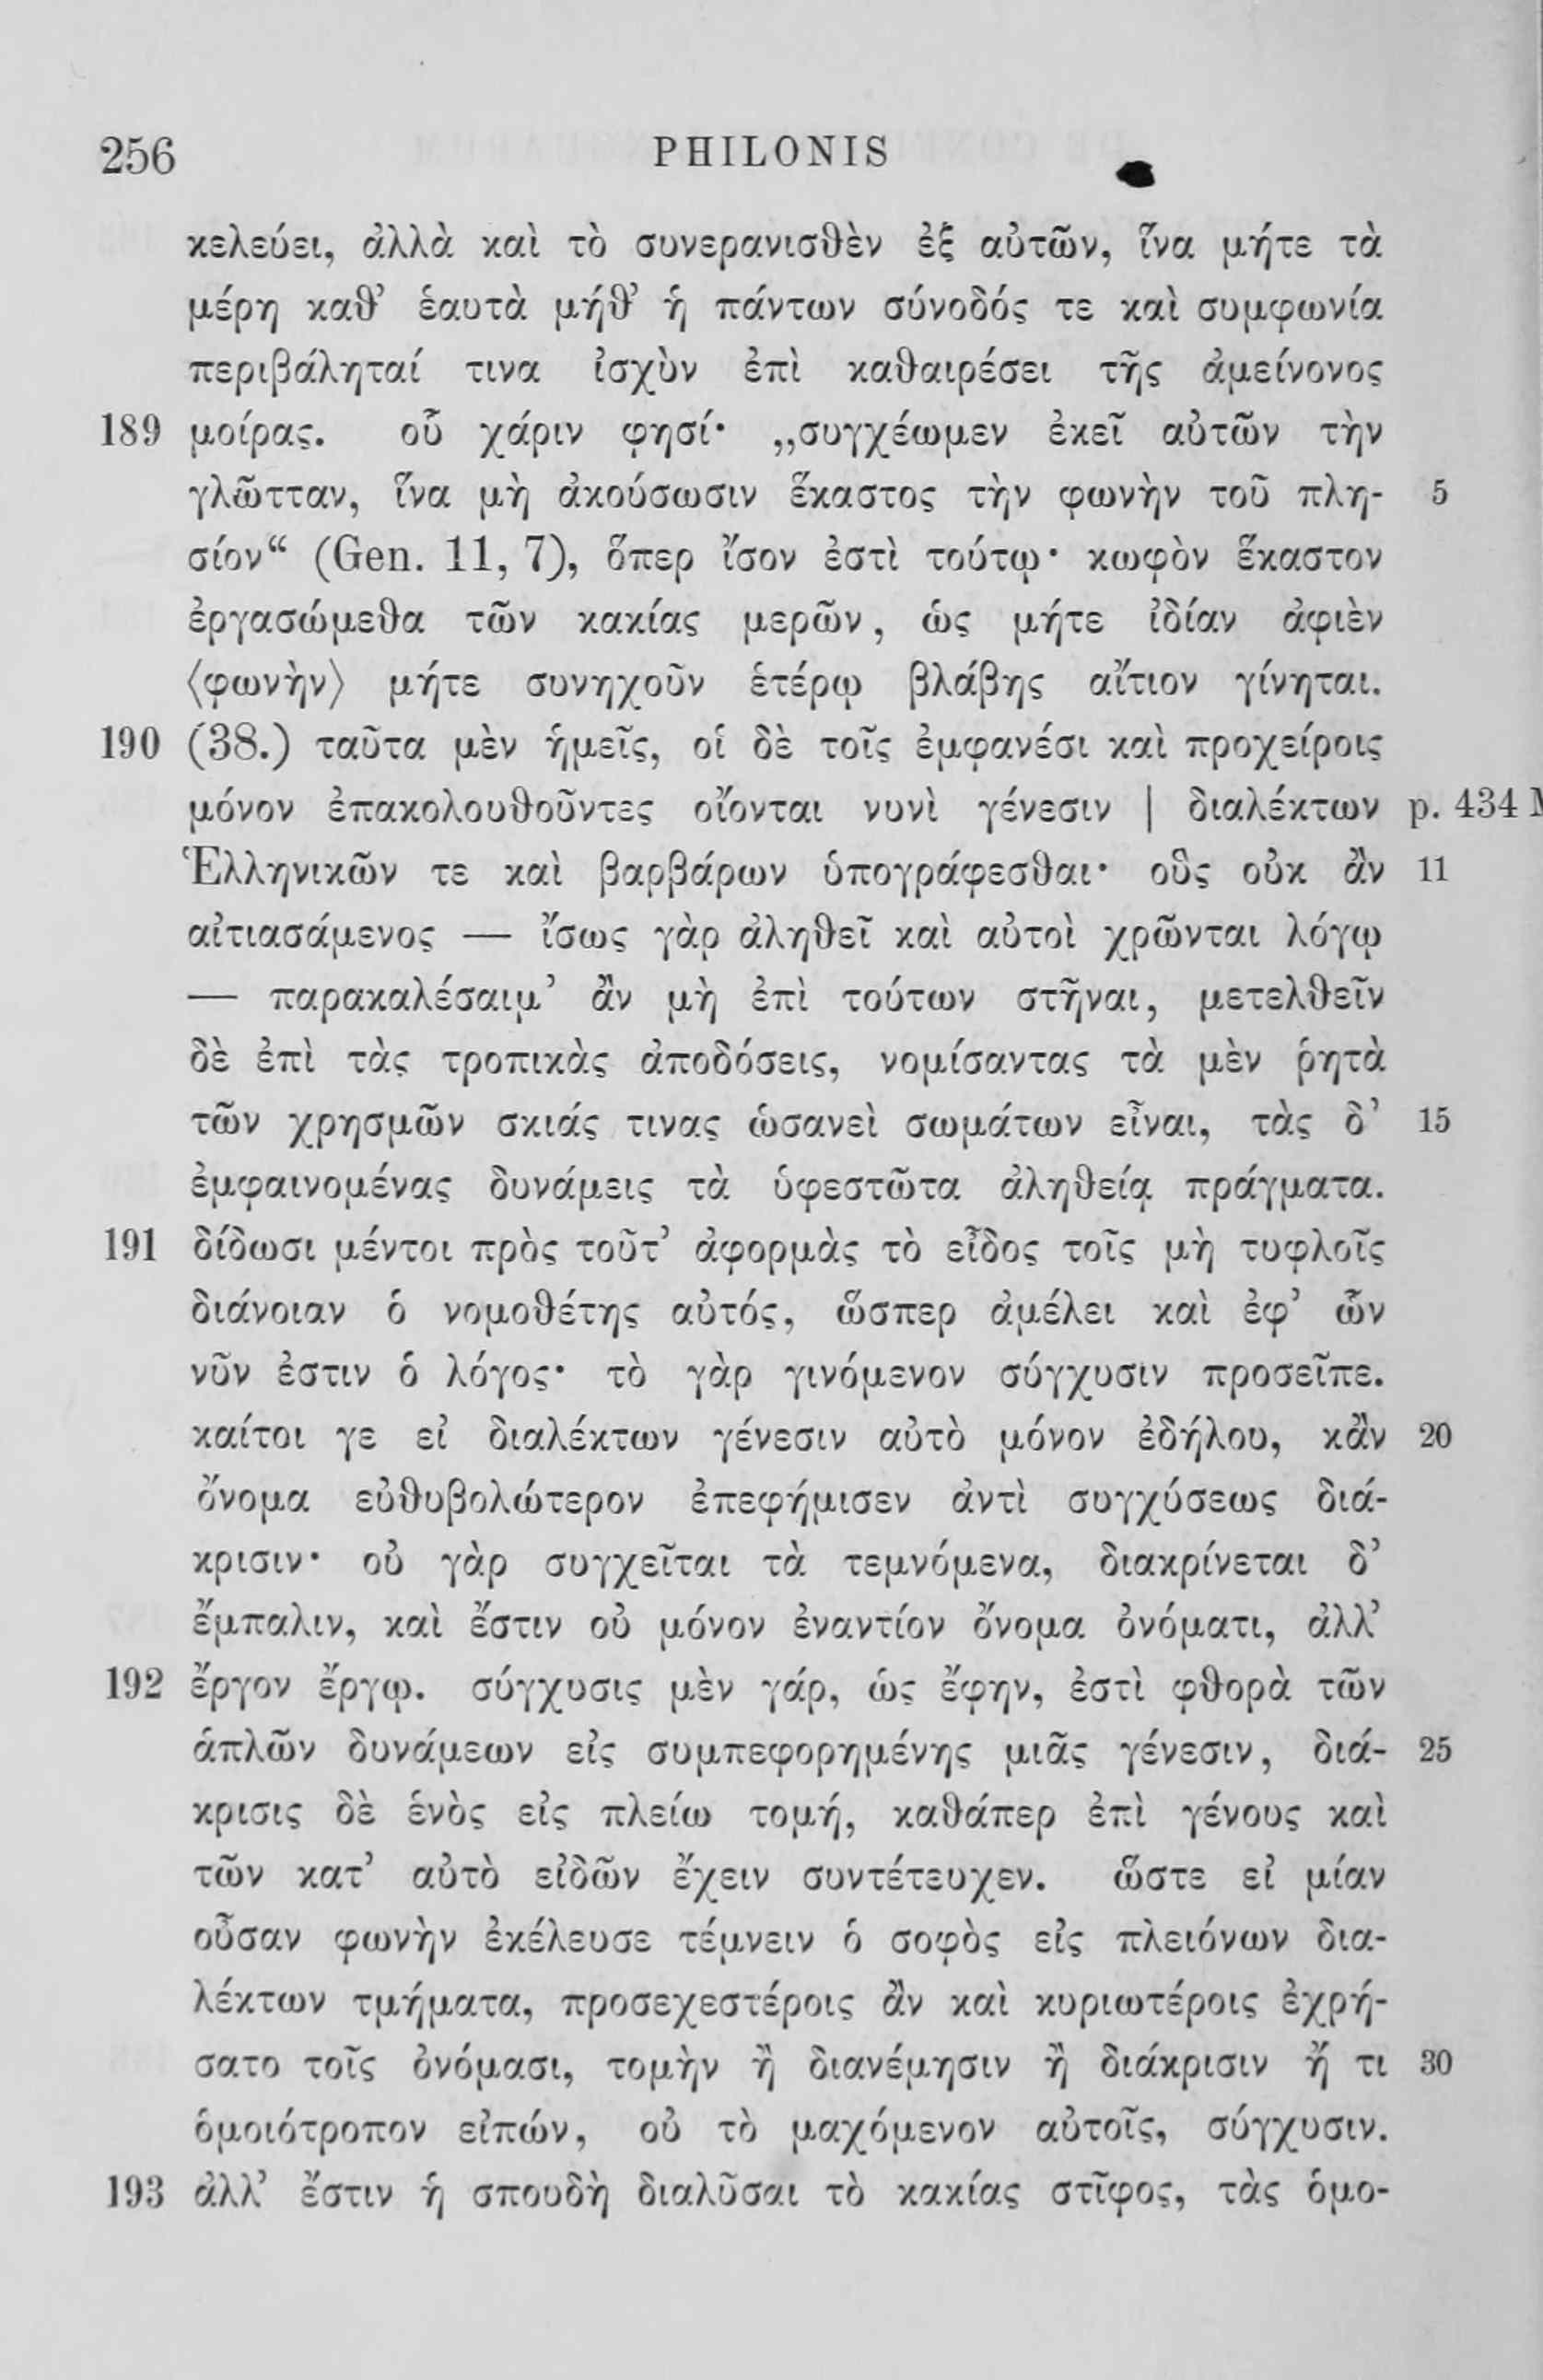 256 PHILONIS
κελεύει, ἀλλὰ καὶ τὸ συνερανισθὲν ἐξ αὐτῶν, ἵνα μήτε τὰ
μέρη καθ’ ἑαυτὰ μήθ’ ἡ πάντων σύνοδός τε καὶ συμφωνία
περιβάληταί τινα ἰσχὺν ἐπὶ καθαιρέσει τῆς ἀμείνονος
189 μοίρας. οὗ χάριν φησί· „συγχέωμεν ἐκεῖ αὐτῶν τὴν
γλῶτταν, ἵνα μὴ ἀκούσωσιν ἕκαστος τὴν φωνὴν τοῦ πλη- 5
σίον“ (Gen. 11, 7), ὅπερ ἴσον ἐστὶ τούτῳ· κωφὸν ἕκαστον
ἐργασώμεθα τῶν κακίας μερῶν, ὡς μήτε ἰδίαν ἀφιὲν
⟨φωνὴν⟩ μήτε συνηχοῦν ἑτέρῳ βλάβης αἴτιον γίνηται.
190 (38.) ταῦτα μὲν ἡμεῖς, οἱ δὲ τοῖς ἐμφανέσι καὶ προχείροις
μόνον ἐπακολουθοῦντες οἴονται νυνὶ γένεσιν | διαλέκτων p. 434 M
Ἑλληνικῶν τε καὶ βαρβάρων ὑπογράφεσθαι· οὓς οὐκ ἂν 11
αἰτιασάμενος — ἴσως γὰρ ἀληθεῖ καὶ αὐτοὶ χρῶνται λόγῳ
— παρακαλέσαιμ’ ἂν μὴ ἐπὶ τούτων στῆναι, μετελθεῖν
δὲ ἐπὶ τὰς τροπικὰς ἀποδόσεις, νομίσαντας τὰ μὲν ῥητὰ
τῶν χρησμῶν σκιάς τινας ὡσανεὶ σωμάτων εἶναι, τὰς δ’ 15
ἐμφαινομένας δυνάμεις τὰ ὑφεστῶτα ἀληθείᾳ πράγματα.
191 δίδωσι μέντοι πρὸς τοῦτ’ ἀφορμὰς τὸ εἶδος τοῖς μὴ τυφλοῖς
διάνοιαν ὁ νομοθέτης αὐτός, ὥσπερ ἀμέλει καὶ ἐφ’ ὧν
νῦν ἐστιν ὁ λόγος· τὸ γὰρ γινόμενον σύγχυσιν προσεῖπε.
καίτοι γε εἰ διαλέκτων γένεσιν αὐτὸ μόνον ἐδήλου, κἂν 20
ὄνομα εὐθυβολώτερον ἐπεφήμισεν ἀντὶ συγχύσεως διά-
κρισιν· οὐ γὰρ συγχεῖται τὰ τεμνόμενα, διακρίνεται δ’
ἔμπαλιν, καὶ ἔστιν οὐ μόνον ἐναντίον ὄνομα ὀνόματι, ἀλλ’
192 ἔργον ἔργῳ. σύγχυσις μὲν γάρ, ὡς ἔφην, ἐστὶ φθορὰ τῶν
ἁπλῶν δυνάμεων εἰς συμπεφορημένης μιᾶς γένεσιν, διά- 25
κρισις δὲ ἑνὸς εἰς πλείω τομή, καθάπερ ἐπὶ γένους καὶ
τῶν κατ’ αὐτὸ εἰδῶν ἔχειν συντέτευχεν. ὥστε εἰ μίαν
οὖσαν φωνὴν ἐκέλευσε τέμνειν ὁ σοφὸς εἰς πλειόνων δια-
λέκτων τμήματα, προσεχεστέροις ἂν καὶ κυριωτέροις ἐχρή-
σατο τοῖς ὀνόμασι, τομὴν ἢ διανέμησιν ἢ διάκρισιν ἤ τι 30
ὁμοιότροπον εἰπών, οὐ τὸ μαχόμενον αὐτοῖς, σύγχυσιν.
193 ἀλλ’ ἔστιν ἡ σπουδὴ διαλῦσαι τὸ κακίας στῖφος, τὰς ὁμο-